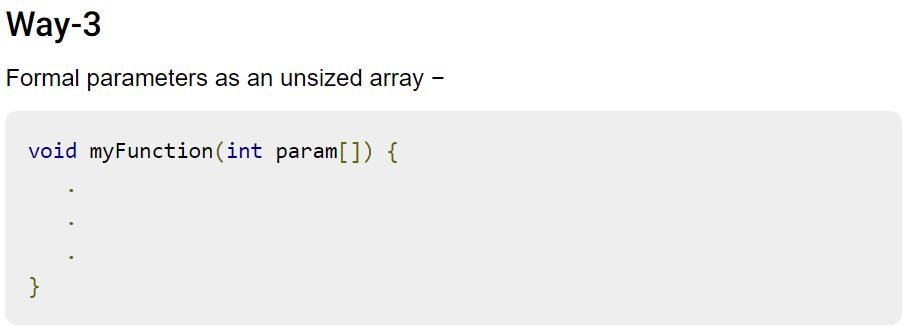 Way-3
Formal parameters as an unsized array −
void myFunction(int param[]) {
.
.
.
}